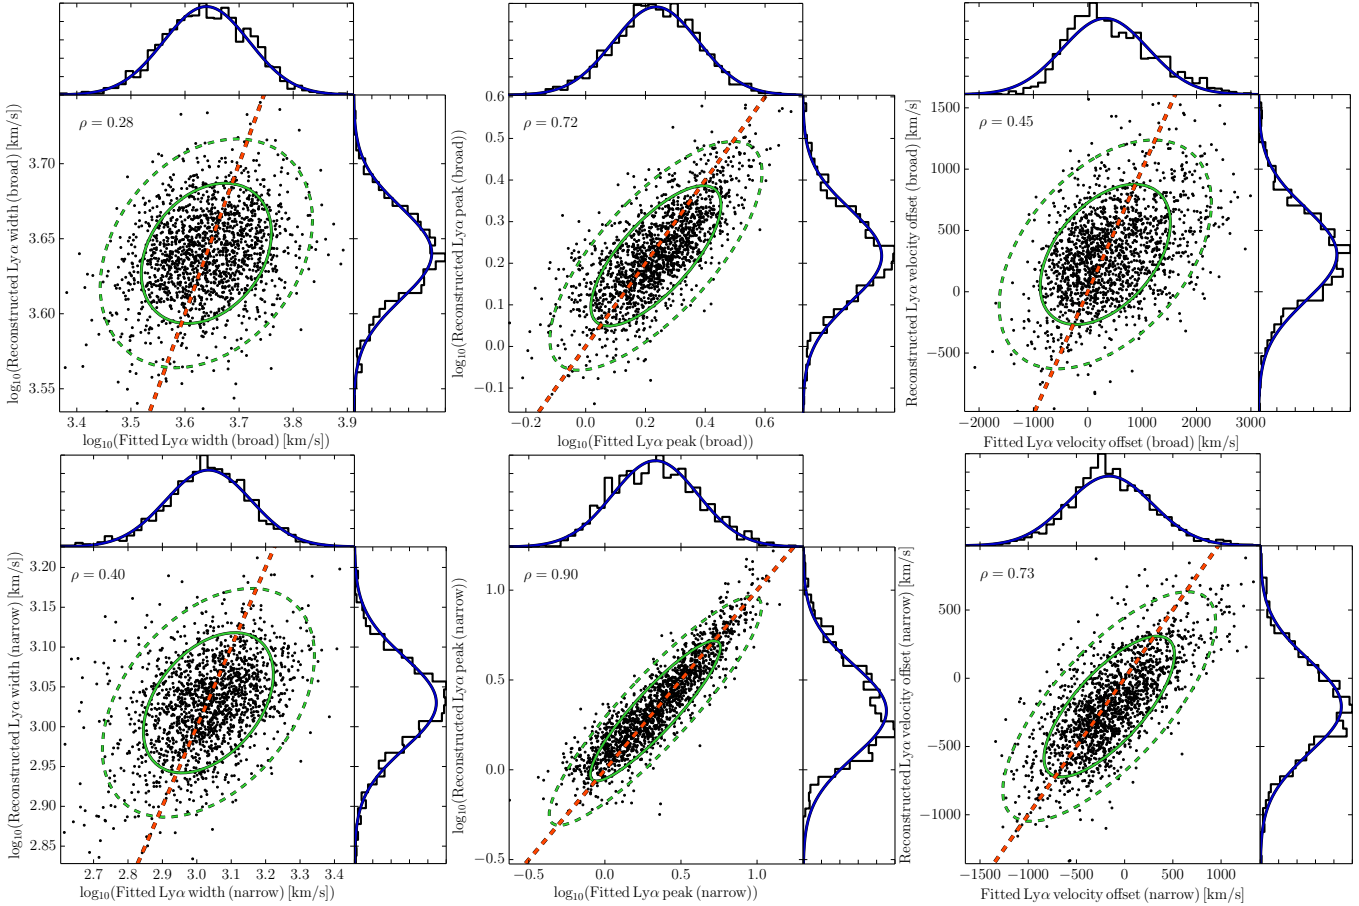 ρ = 0.28
log₁₀(Reconstructed Lyα width (broad) [km/s])
3.70
3.65
3.60
3.55
3.4 3.5 3.6 3.7 3.8 3.9
log₁₀(Fitted Lyα width (broad) [km/s])
ρ = 0.72
log₁₀(Reconstructed Lyα peak (broad))
0.6
0.5
0.4
0.3
0.2
0.1
0.0
−0.1
−0.2 0.0 0.2 0.4 0.6
log₁₀(Fitted Lyα peak (broad))
ρ = 0.45
Reconstructed Lyα velocity offset (broad) [km/s]
1500
1000
500
0
−500
−2000 −1000 0 1000 2000 3000
Fitted Lyα velocity offset (broad) [km/s]
ρ = 0.40
log₁₀(Reconstructed Lyα width (narrow) [km/s])
3.20
3.15
3.10
3.05
3.00
2.95
2.90
2.85
2.7 2.8 2.9 3.0 3.1 3.2 3.3 3.4
log₁₀(Fitted Lyα width (narrow) [km/s])
ρ = 0.90
log₁₀(Reconstructed Lyα peak (narrow))
1.0
0.5
0.0
−0.5
−0.5 0.0 0.5 1.0
log₁₀(Fitted Lyα peak (narrow))
ρ = 0.73
Reconstructed Lyα velocity offset (narrow) [km/s]
500
0
−500
−1000
−1000 −500 0 500 1000
Fitted Lyα velocity offset (narrow) [km/s]